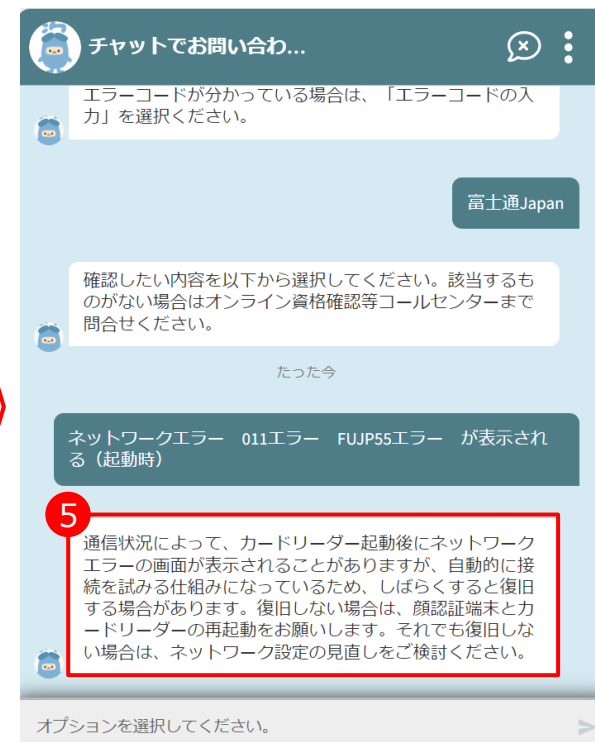 チャットでお問い合わ...
エラーコードが分かっている場合は、「エラーコードの入
力」を選択ください。
富士通Japan
確認したい内容を以下から選択してください。該当するも
のがない場合はオンライン資格確認等コールセンターまで
問合せください。
たった今
ネットワークエラー　011エラー　FUJP55エラー　が表示され
る（起動時）
5
通信状況によって、カードリーダー起動後にネットワーク
エラーの画面が表示されることがありますが、自動的に接
続を試みる仕組みになっているため、しばらくすると復旧
する場合があります。復旧しない場合は、顔認証端末とカ
ードリーダーの再起動をお願いします。それでも復旧しな
い場合は、ネットワーク設定の見直しをご検討ください。
オプションを選択してください。